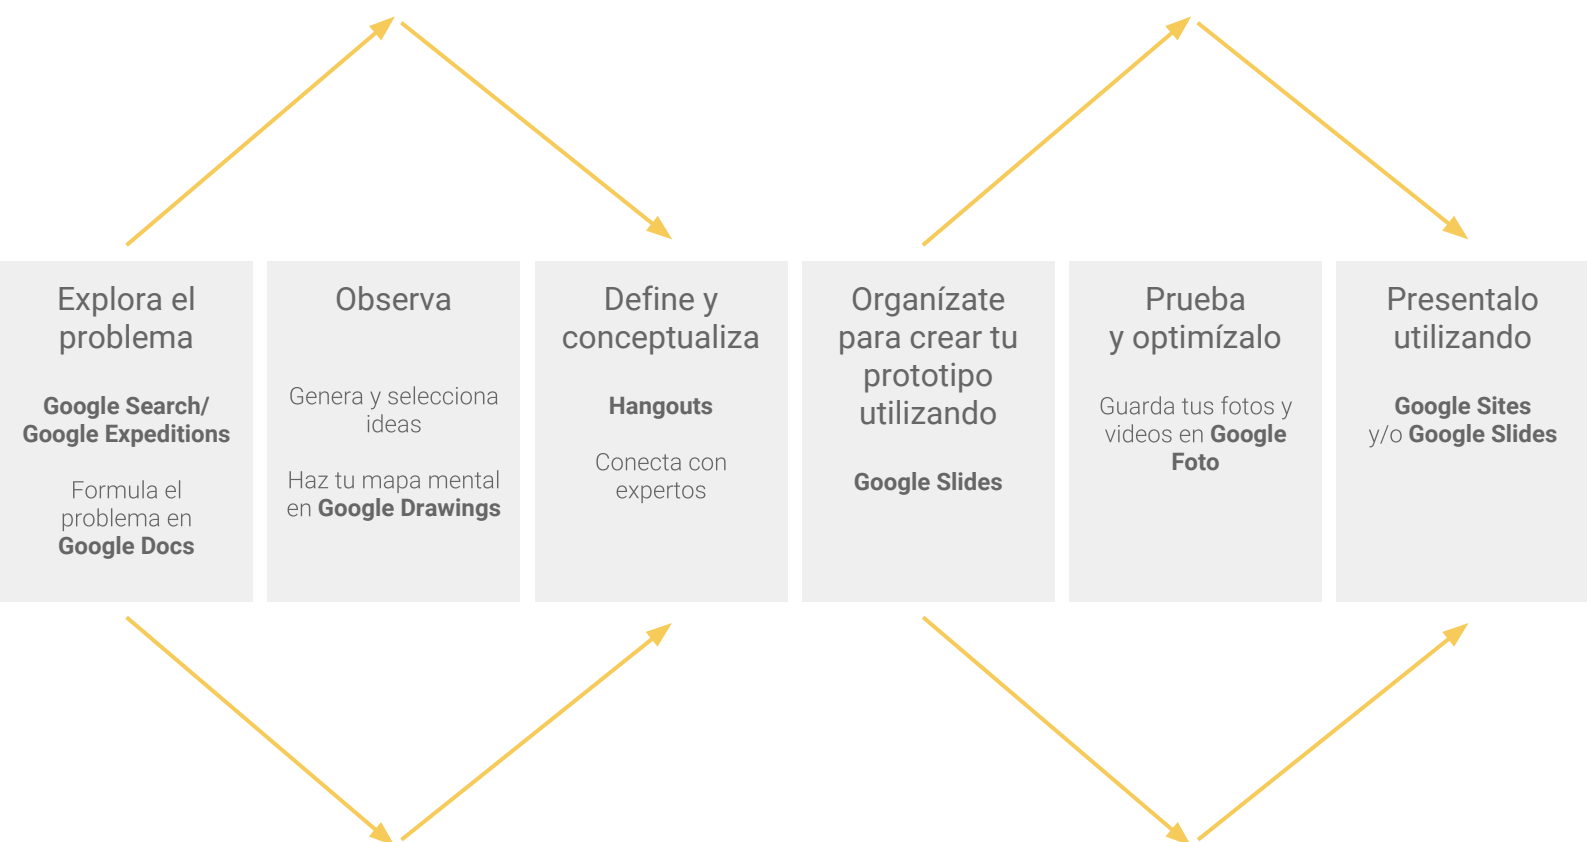 Explora el
problema
Google Search/
Google Expeditions
Formula el
problema en
Google Docs
Observa
Genera y selecciona
ideas
Haz tu mapa mental
en Google Drawings
Define y
conceptualiza
Hangouts
Conecta con
expertos
Organízate
para crear tu
prototipo
utilizando
Google Slides
Prueba
y optimízalo
Guarda tus fotos y
videos en Google
Foto
Presentalo
utilizando
Google Sites
y/o Google Slides